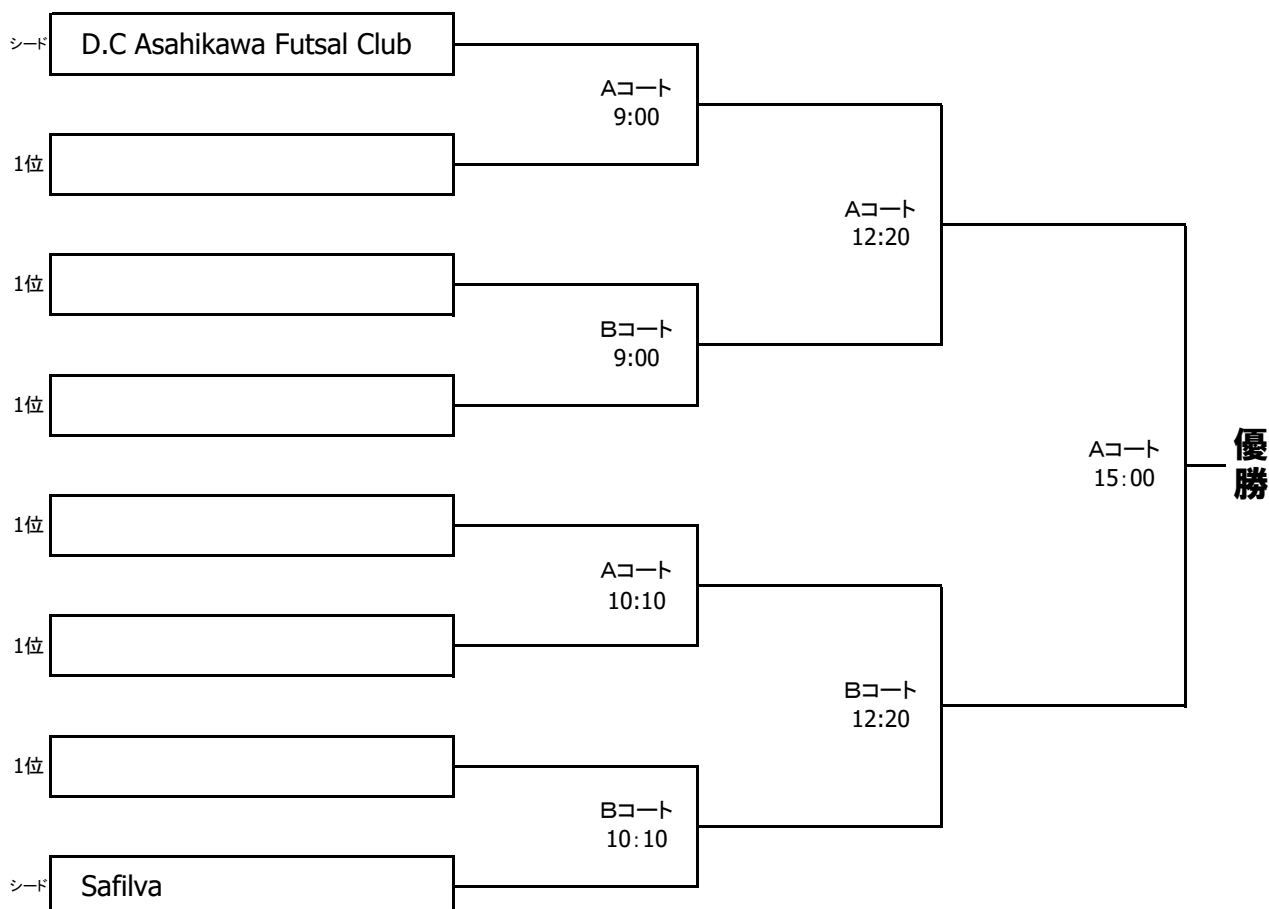 シード D.C Asahikawa Futsal Club
Aコート
9:00
1位
Aコート
12:20
1位
Bコート
9:00
1位
Aコート
15:00
優勝
1位
Aコート
10:10
1位
Bコート
12:20
1位
Bコート
10:10
シード Safilva